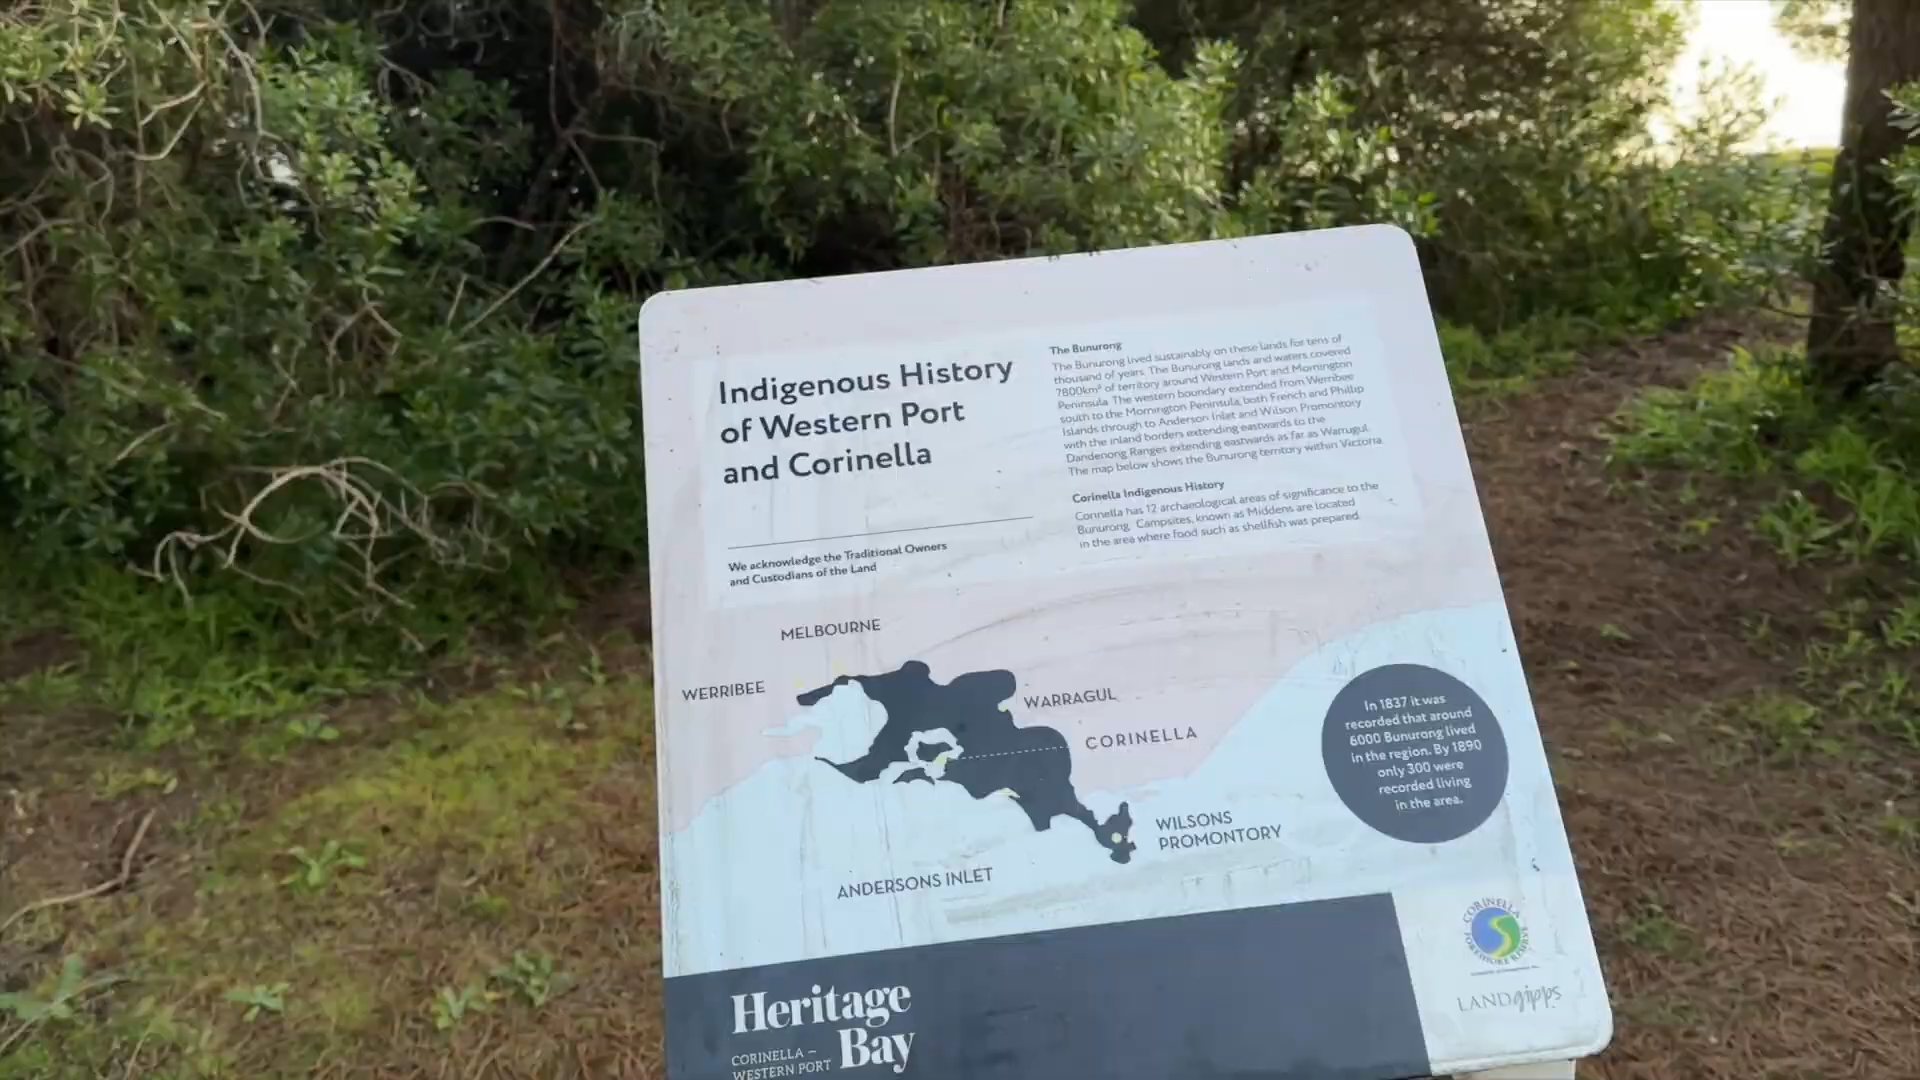 Indigenous History
of Western Port
and Corinella
We acknowledge the Traditional Owners
and Custodians of the Land
The Bunurong
The Bunurong lived sustainably on these lands for tens of
thousand of years. The Bunurong lands and waters covered
7800km² of territory around Western Port and Mornington
Peninsula. The western boundary extended from Werribee
south to the Mornington Peninsula, both French and Phillip
Islands through to Anderson Inlet and Wilson Promontory
with the inland borders extending eastwards to the
Dandenong Ranges extending eastwards as far as Warrugul.
The map below shows the Bunurong territory within Victoria.
Corinella Indigenous History
Corinella has 12 archaeological areas of significance to the
Bunurong. Campsites, known as Middens are located
in the area where food such as shellfish was prepared.
MELBOURNE
WERRIBEE
WARRAGUL
CORINELLA
WILSONS
PROMONTORY
ANDERSONS INLET
In 1837 it was
recorded that around
6000 Bunurong lived
in the region. By 1890
only 300 were
recorded living
in the area.
Heritage
Bay
CORINELLA –
WESTERN PORT
CORINELLA
FORESHORE RESERVE
LANDgipps